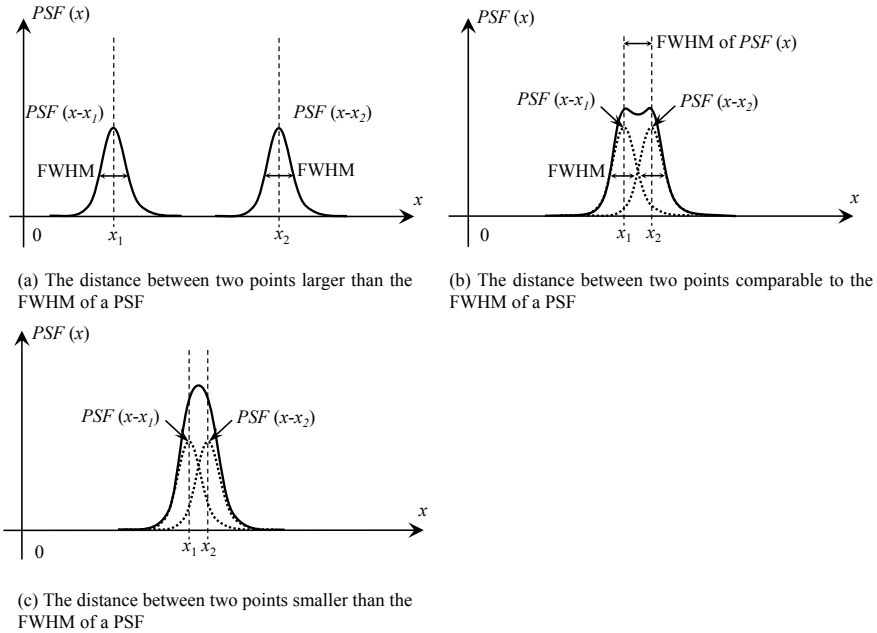 PSF (x)
PSF (x-x1)
PSF (x-x2)
FWHM
FWHM
x
0
x1
x2
(a) The distance between two points larger than the
FWHM of a PSF
PSF (x)
FWHM of PSF (x)
PSF (x-x1)
PSF (x-x2)
FWHM
x
0
x1
x2
(b) The distance between two points comparable to the
FWHM of a PSF
PSF (x)
PSF (x-x1)
PSF (x-x2)
x
0
x1
x2
(c) The distance between two points smaller than the
FWHM of a PSF